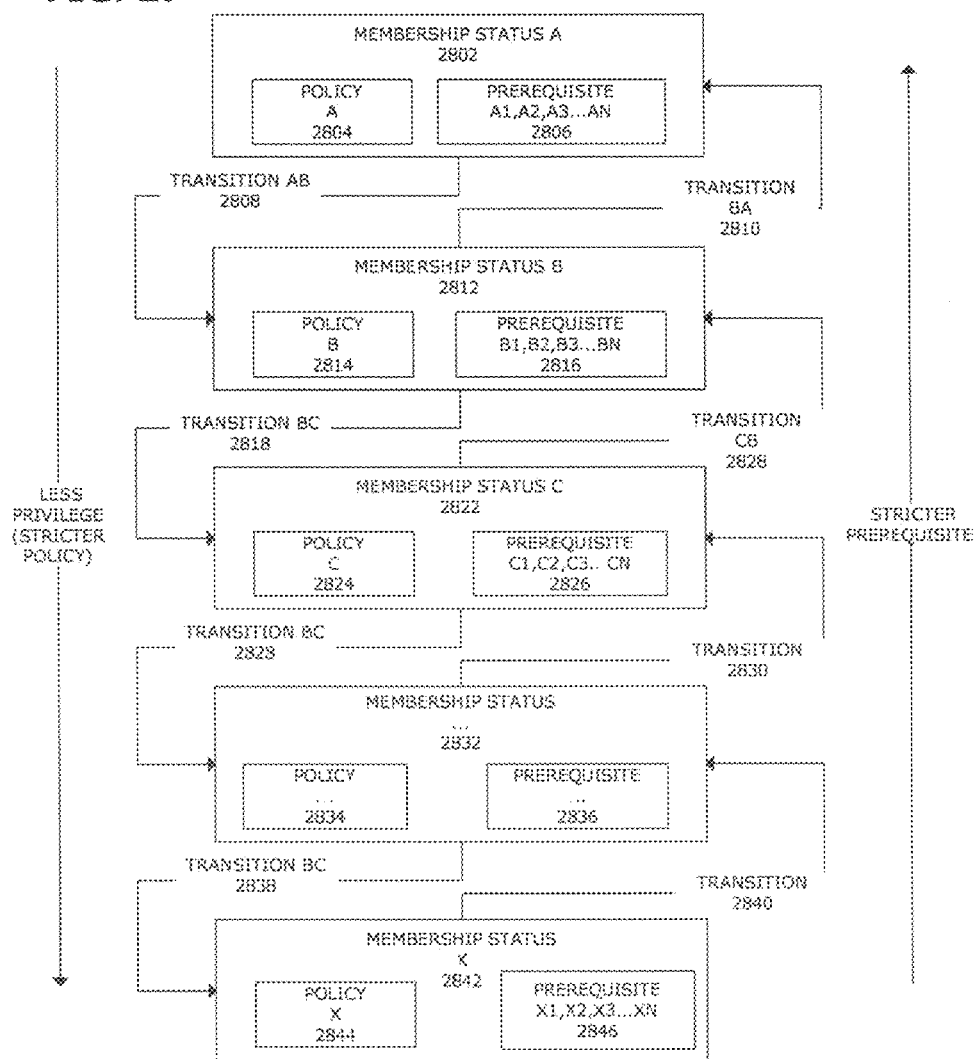 MEMBERSHIP STATUS A
2802
POLICY
A
2804
PREREQUISITE
A1,A2,A3...AN
2806
TRANSITION AB
2808
TRANSITION
BA
2810
MEMBERSHIP STATUS B
2812
POLICY
B
2814
PREREQUISITE
B1,B2,B3...BN
2816
TRANSITION BC
2818
TRANSITION
CB
2828
LESS
PRIVILEGE
(STRICTER
POLICY)
MEMBERSHIP STATUS C
2822
POLICY
C
2824
PREREQUISITE
C1,C2,C3.. CN
2826
STRICTER
PREREQUISITE
TRANSITION BC
2828
TRANSITION
2830
MEMBERSHIP STATUS
...
2832
POLICY
...
2834
PREREQUISITE
...
2836
TRANSITION BC
2838
TRANSITION
2840
MEMBERSHIP STATUS
2842
POLICY
X
2844
PREREQUISITE
X1,X2,X3...XN
2846